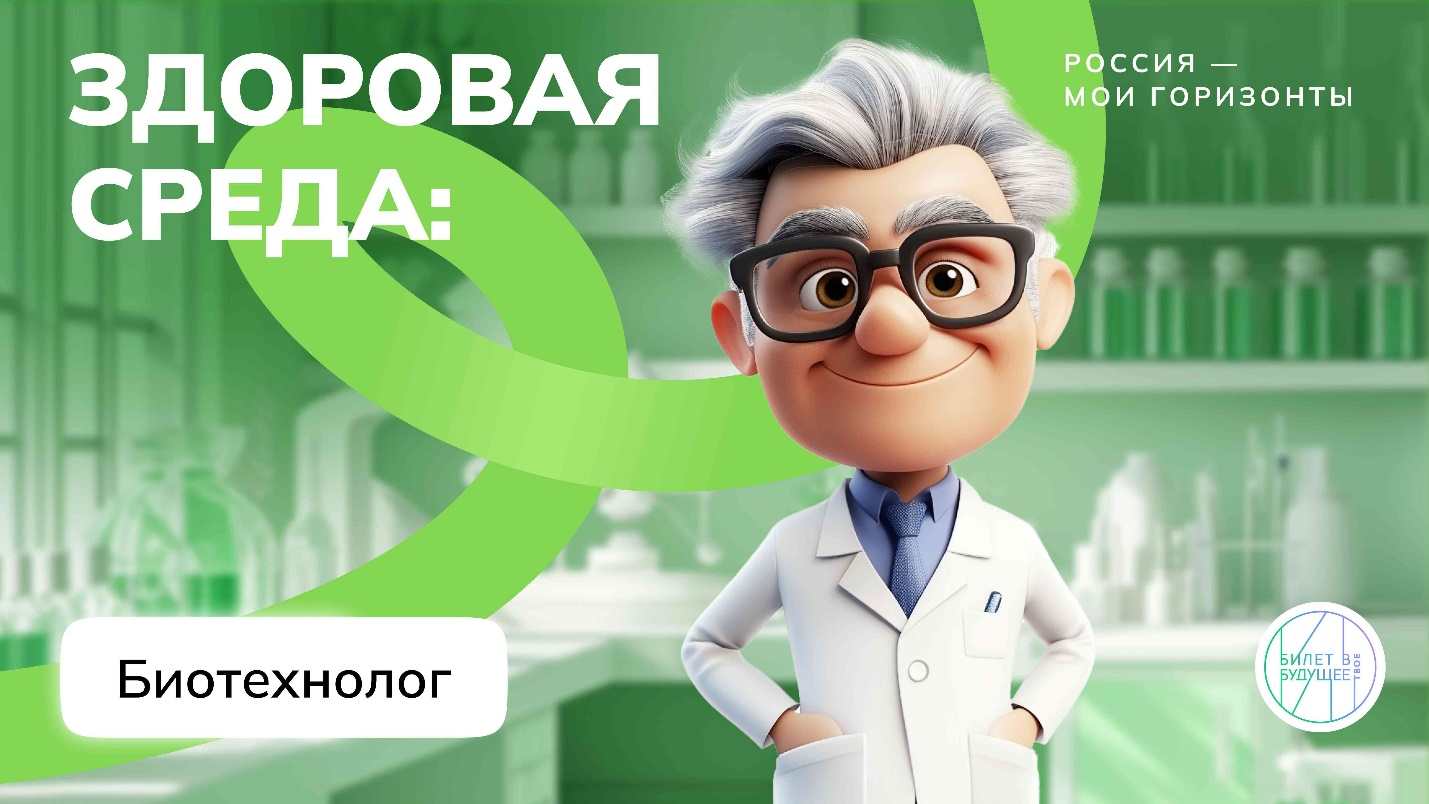 ЗДОРОВАЯ
СРЕДА:
РОССИЯ —
МОИ ГОРИЗОНТЫ
Биотехнолог
БИЛЕТ В
БУДУЩЕЕ
ТВОЕ